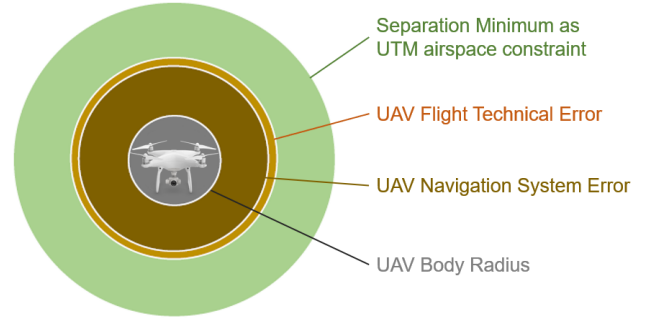 Separation Minimum as
UTM airspace constraint
UAV Flight Technical Error
UAV Navigation System Error
UAV Body Radius